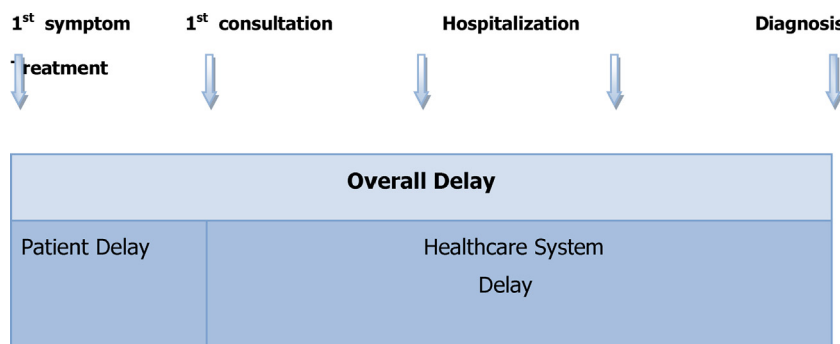 1st symptom 1st consultation Hospitalization Diagnosis
Treatment
Overall Delay
Patient Delay Healthcare System
Delay